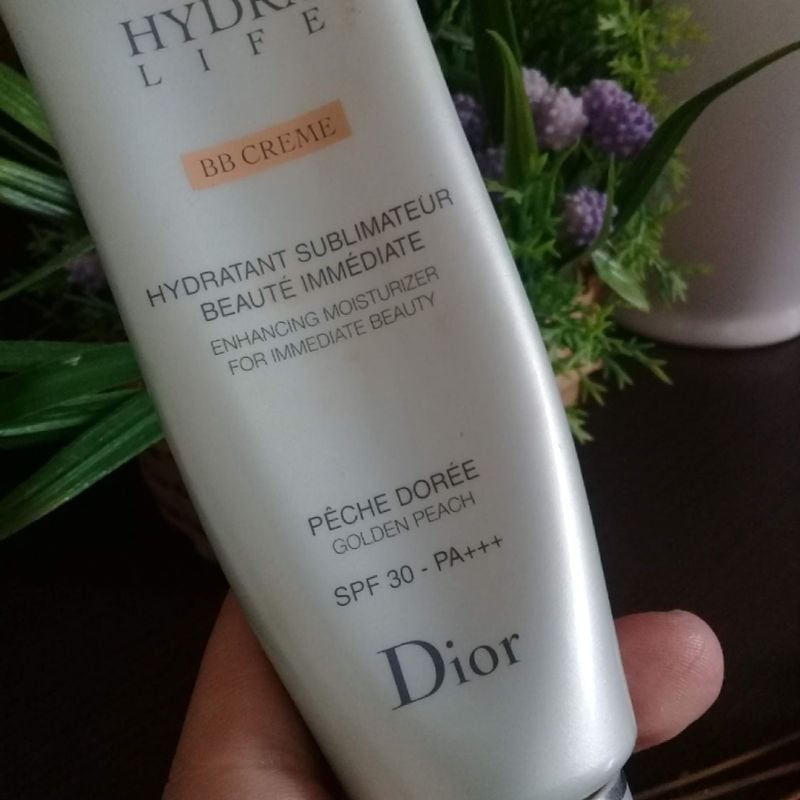 HYDRA
LIFE
BB CREME
HYDRATANT SUBLIMATEUR
BEAUTÉ IMMÉDIATE
ENHANCING MOISTURIZER
FOR IMMEDIATE BEAUTY
PÊCHE DORÉE
GOLDEN PEACH
SPF 30 - PA+++
Dior